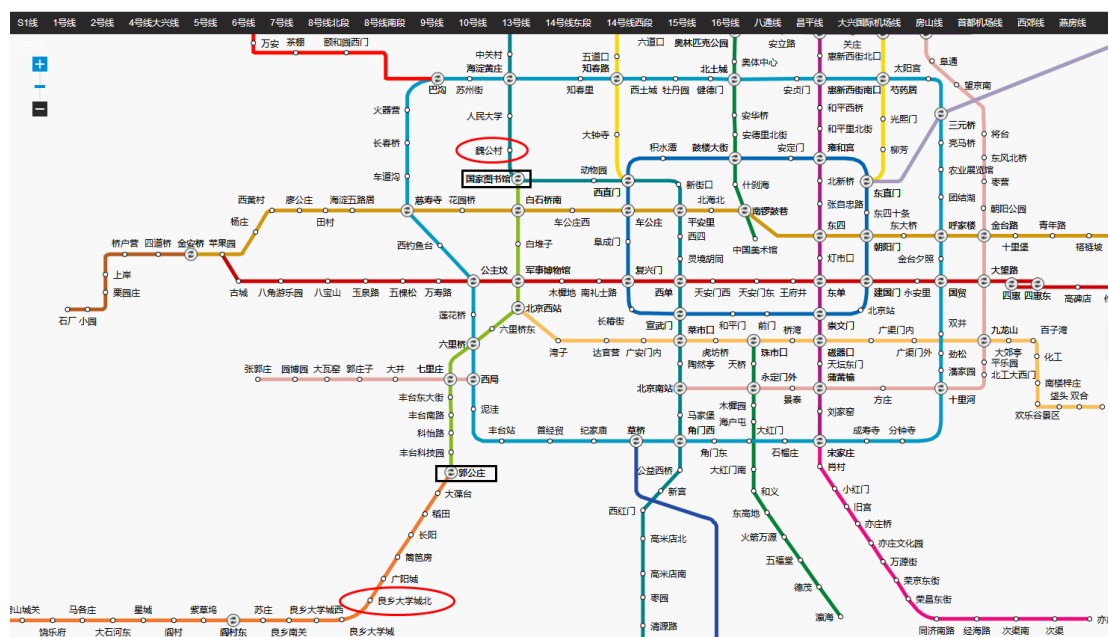 S1线 1号线 2号线 4号线大兴线 5号线 6号线 7号线 8号线北段 8号线南段 9号线 10号线 13号线 14号线东段 14号线西段 15号线 16号线 八通线 昌平线 大兴国际机场线 房山线 首都机场线 西郊线 燕房线
万安 茶棚 颐和园西门
中关村
五道口
六道口
奥林匹克公园
安立路
关庄
阜通
望京南
奥体中心
惠新西街北口
太阳宫
巴沟 苏州街 海淀黄庄 知春里 知春路 西土城 牡丹园 健德门 北土城 安贞门 惠新西街南口 芍药居
火器营
人民大学
大钟寺
安华桥
和平西桥
光熙门
三元桥
将台
长春桥
魏公村
安德里北街
和平里北街
柳芳
亮马桥
东风北桥
积水潭 鼓楼大街 安定门 雍和宫
车道沟
国家图书馆
动物园
西直门
新街口
什刹海
北新桥
东直门
农业展览馆
枣营
西黄村 廖公庄 海淀五路居
杨庄
田村
慈寿寺 花园桥 白石桥南 车公庄西 车公庄 平安里 北海北 南锣鼓巷
张自忠路
东四十条
团结湖
朝阳公园
桥户营 四道桥 金安桥 苹果园
西钓鱼台
白堆子
阜成门
西四
中国美术馆
东四
朝阳门
东大桥
呼家楼
金台路
十里堡
青年路
褡裢坡
上岸
栗园庄
石厂 小园
灵境胡同
灯市口
金台夕照
古城 八角游乐园 八宝山 玉泉路 五棵松 万寿路 公主坟 军事博物馆 木樨地 南礼士路 复兴门 西单 天安门西 天安门东 王府井 东单 建国门 永安里 国贸 大望路 四惠 四惠东 高碑店
北京西站
莲花桥
六里桥东
长椿街
宣武门
和平门
前门
崇文门
北京站
六里桥
湾子 达官营 广安门内 菜市口 虎坊桥 珠市口 桥湾 磁器口 广渠门内 广渠门外 双井 九龙山 百子湾
大郊亭
化工
张郭庄 园博园 大瓦窑 郭庄子 大井 七里庄 西局
陶然亭
天桥
天坛东门
劲松
平乐园
南楼梓庄
北京南站
永定门外
景泰
蒲黄榆
方庄
潘家园
北工大西门
十里河
欢乐谷景区
垡头 双合
丰台东大街
泥洼
丰台南路
马家堡
木樨园
海户屯
刘家窑
科怡路
丰台站 首经贸 纪家庙 草桥 角门西 角门东 大红门 石榴庄 宋家庄 成寿寺 分钟寺
丰台科技园
郭公庄
公益西桥
大红门南
肖村
大葆台
新宫
和义
小红门
稻田
西红门
东高地
旧宫
长阳
高米店北
火箭万源
亦庄桥
篱笆房
高米店南
五福堂
亦庄文化园
广阳城
枣园
德茂
万源街
良乡大学城北
清源路
瀛海
荣京东街
荣昌东街
山城关 饶乐府 马各庄 大石河东 星城 阎村 紫草坞 阎村东 苏庄 良乡南关 良乡大学城西 良乡大学城
同济南路 经海路 次渠南 次渠